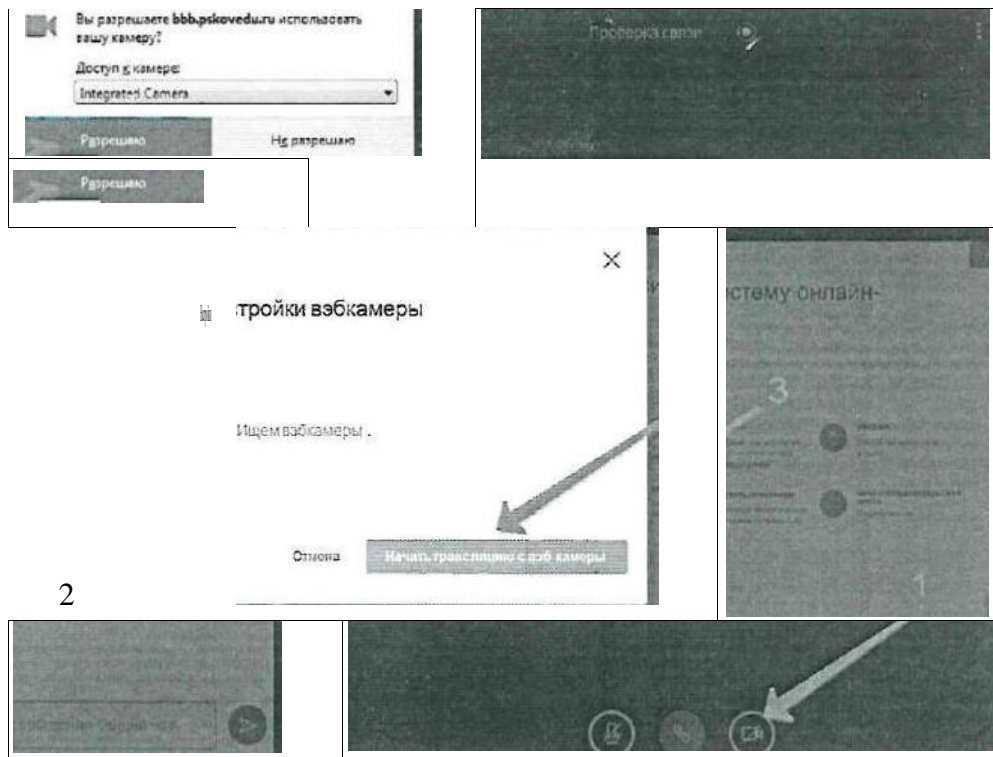 Вы разрешаете bbb.pskovedu.ru использовать
вашу камеру?
Доступ к камере:
Integrated Camera
Разрешаю
Не разрешаю
Разрешаю
Проверка связи
тройки вэбкамеры
Ищем вэбкамеры .
Отмена
Начать трансляцию с вэб камеры
2
стему онлайн-
3
1